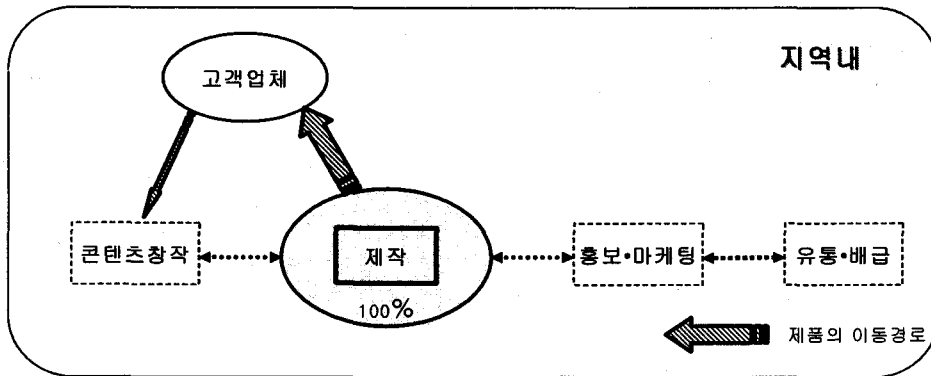 지역내
고객업체
콘텐츠창작
제작
100%
홍보•마케팅
유통•배급
제품의 이동경로